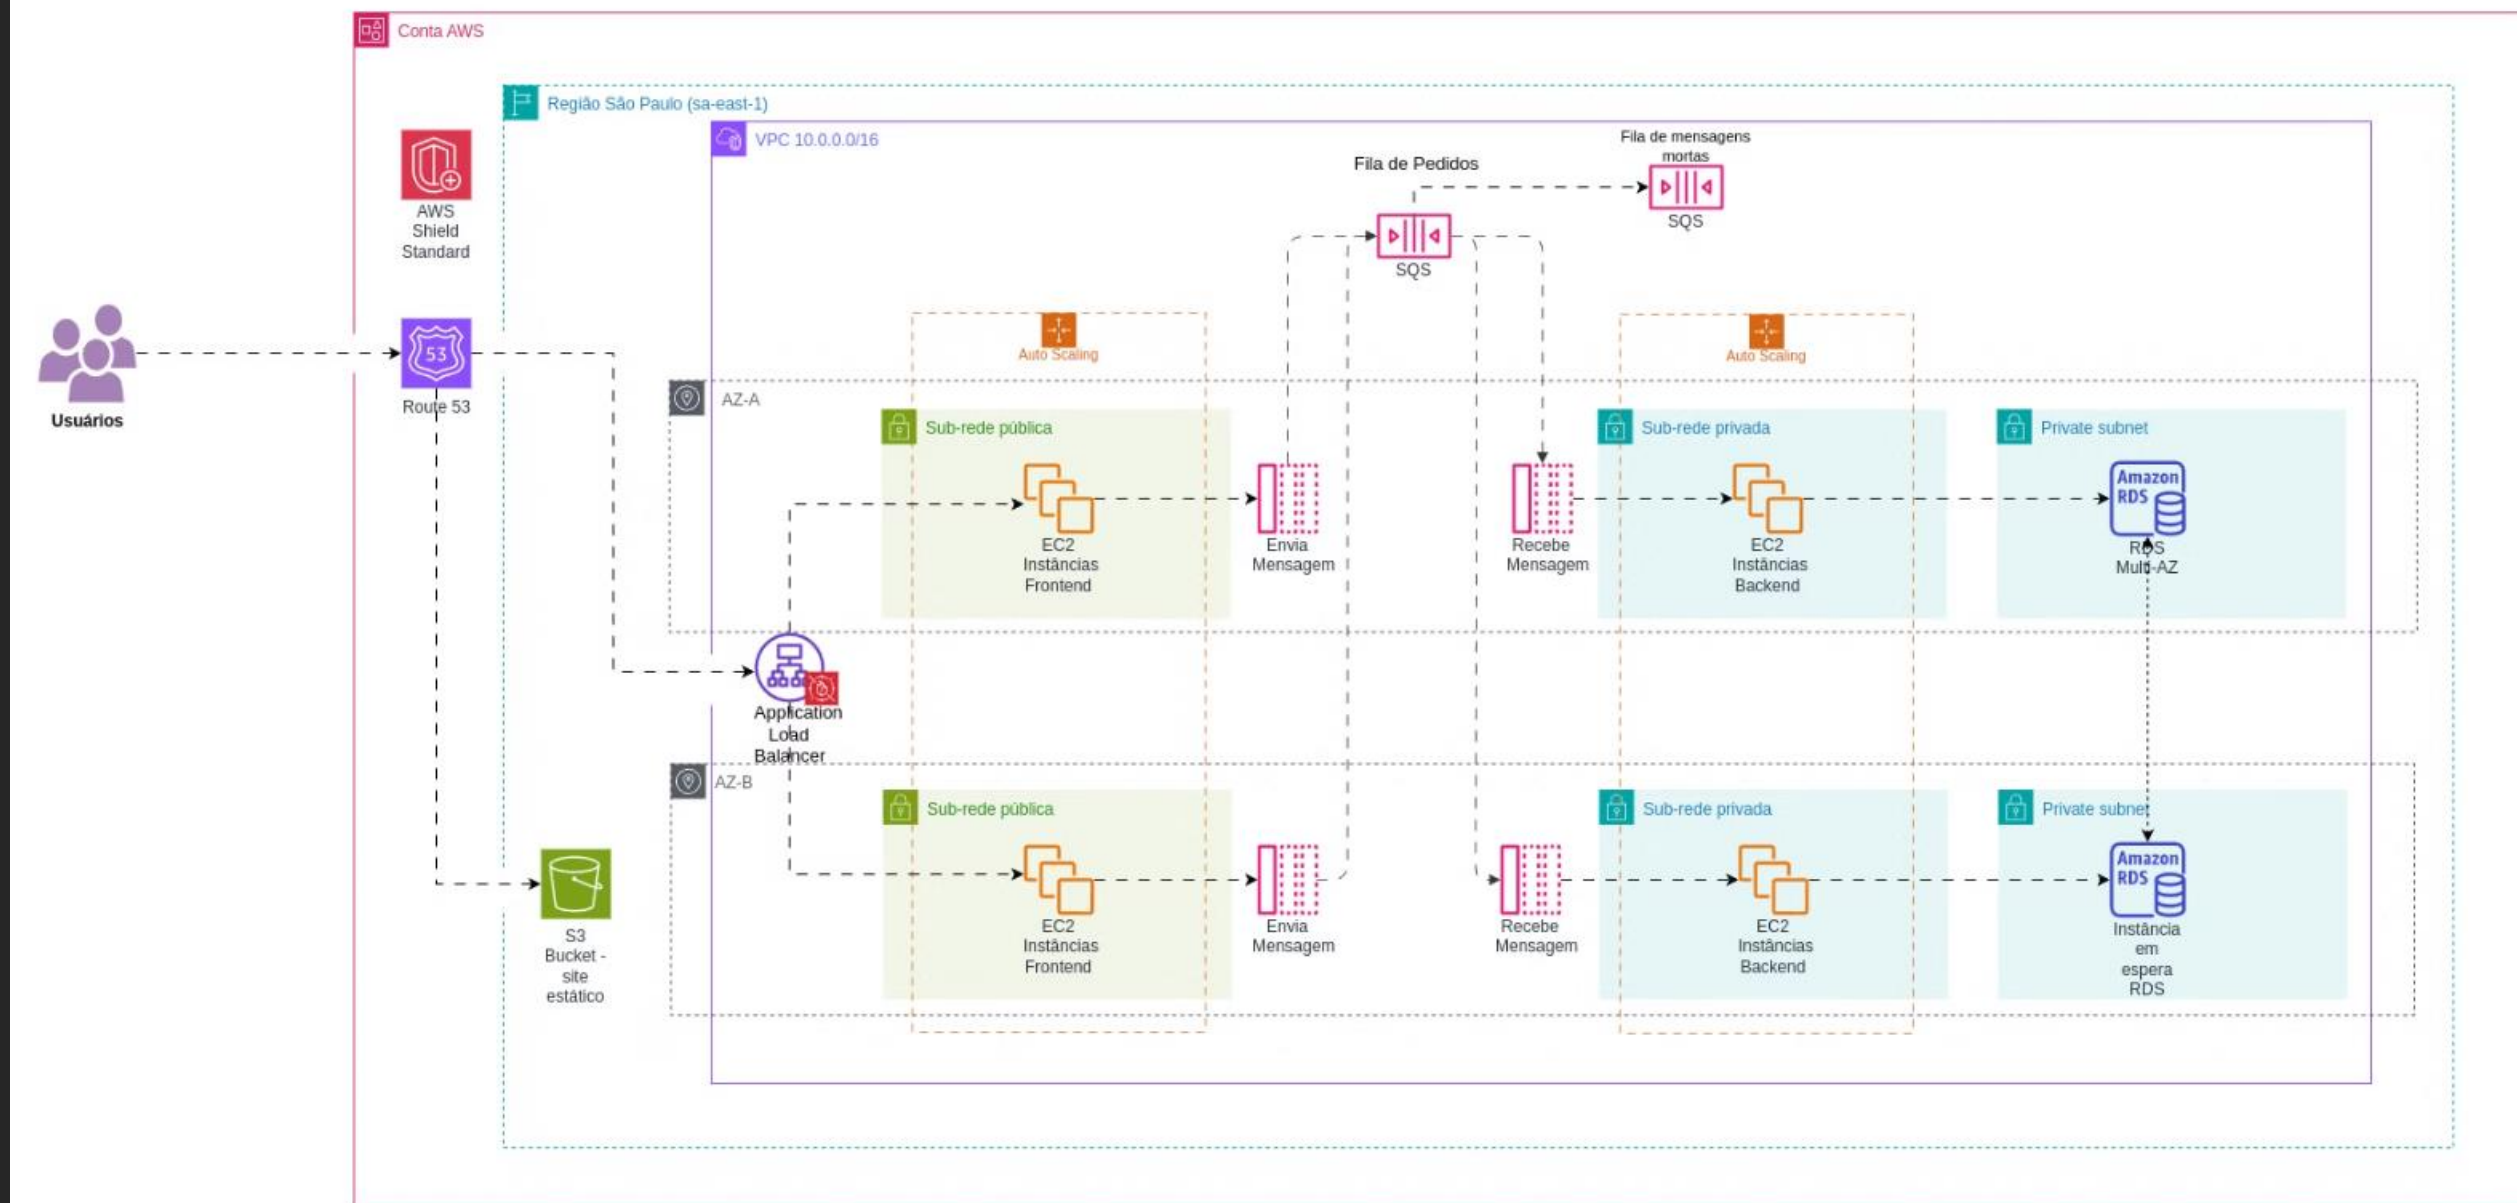 Conta AWS
Região São Paulo (sa-east-1)
VPC 10.0.0.0/16
Fila de mensagens
mortas
SQS
Fila de Pedidos
SQS
AWS
Shield
Standard
Usuários
53
Route 53
Auto Scaling
Auto Scaling
AZ-A
Sub-rede pública
EC2
Instâncias
Frontend
Envia
Mensagem
Recebe
Mensagem
Sub-rede privada
EC2
Instâncias
Backend
Private subnet
Amazon
RDS
RDS
Multi-AZ
Application
Load
Balancer
AZ-B
Sub-rede pública
EC2
Instâncias
Frontend
Envia
Mensagem
Recebe
Mensagem
Sub-rede privada
EC2
Instâncias
Backend
Private subnet
Amazon
RDS
Instância
em
espera
RDS
S3
Bucket -
site
estático